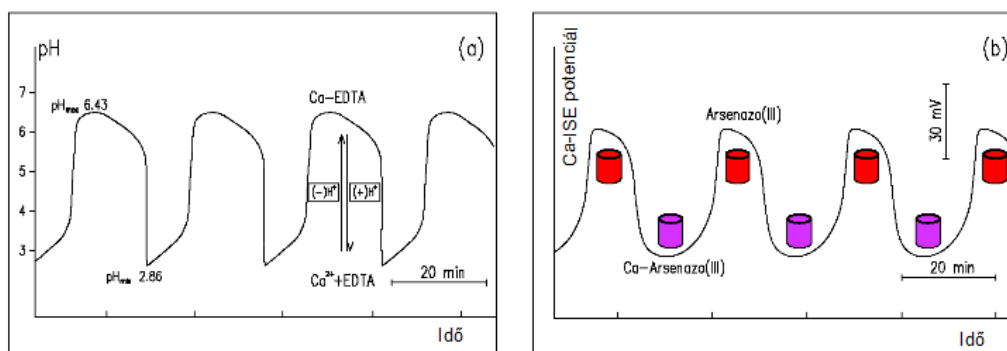 pH
(a)
7
pHmax 6.43
Ca-EDTA
6
5
(-)H⁺ (+)H⁺
4
3
20 min
pHmin 2.86
Ca²⁺+EDTA
Idő
Ca-ISE potenciál
(b)
Arsenazo(III)
30 mV
Ca-Arsenazo(III)
20 min
Idő